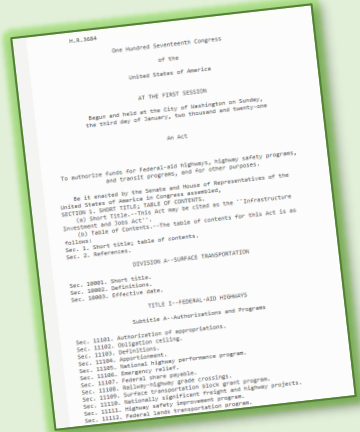 H.R.3684
One Hundred Seventeenth Congress
of the
United States of America
AT THE FIRST SESSION
Begun and held at the City of Washington on Sunday,
the third day of January, two thousand and twenty-one
An Act
To authorize funds for Federal-aid highways, highway safety programs,
and transit programs, and for other purposes.
Be it enacted by the Senate and House of Representatives of the
United States of America in Congress assembled,
SECTION 1. SHORT TITLE; TABLE OF CONTENTS.
(a) Short Title.--This Act may be cited as the ``Infrastructure
Investment and Jobs Act''.
(b) Table of Contents.--The table of contents for this Act is as
follows:
Sec. 1. Short title; table of contents.
Sec. 2. References.
DIVISION A--SURFACE TRANSPORTATION
Sec. 10001. Short title.
Sec. 10002. Definitions.
Sec. 10003. Effective date.
TITLE I--FEDERAL-AID HIGHWAYS
Subtitle A--Authorizations and Programs
Sec. 11101. Authorization of appropriations.
Sec. 11102. Obligation ceiling.
Sec. 11103. Definitions.
Sec. 11104. Apportionment.
Sec. 11105. National highway performance program.
Sec. 11106. Emergency relief.
Sec. 11107. Federal share payable.
Sec. 11108. Railway-highway grade crossings.
Sec. 11109. Surface transportation block grant program.
Sec. 11110. Nationally significant freight and highway projects.
Sec. 11111. Highway safety improvement program.
Sec. 11112. Federal lands transportation program.